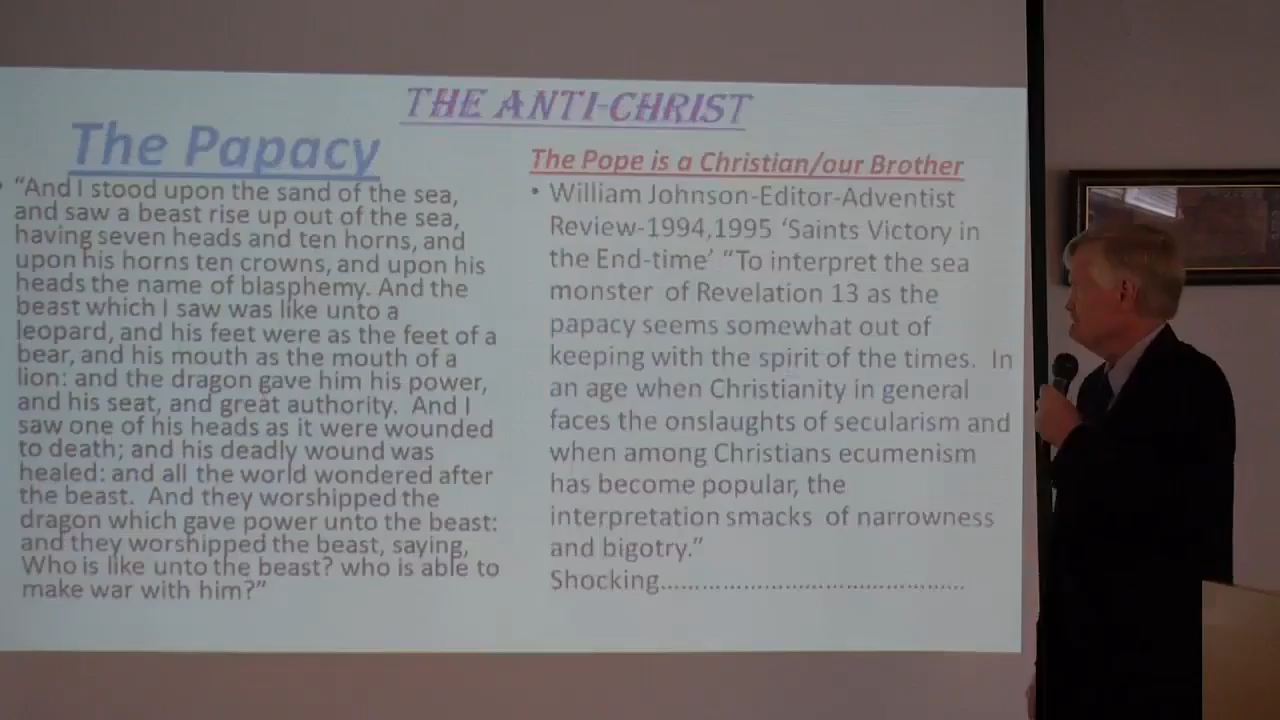 THE ANTI-CHRIST
The Papacy
• “And I stood upon the sand of the sea,
and saw a beast rise up out of the sea,
having seven heads and ten horns, and
upon his horns ten crowns, and upon his
heads the name of blasphemy. And the
beast which I saw was like unto a
leopard, and his feet were as the feet of a
bear, and his mouth as the mouth of a
lion: and the dragon gave him his power,
and his seat, and great authority. And I
saw one of his heads as it were wounded
to death; and his deadly wound was
healed: and all the world wondered after
the beast. And they worshipped the
dragon which gave power unto the beast:
and they worshipped the beast, saying,
Who is like unto the beast? who is able to
make war with him?”
The Pope is a Christian/our Brother
• William Johnson-Editor-Adventist
Review-1994,1995 ‘Saints Victory in
the End-time’ “To interpret the sea
monster of Revelation 13 as the
papacy seems somewhat out of
keeping with the spirit of the times. In
an age when Christianity in general
faces the onslaughts of secularism and
when among Christians ecumenism
has become popular, the
interpretation smacks of narrowness
and bigotry.”
Shocking……………………………………